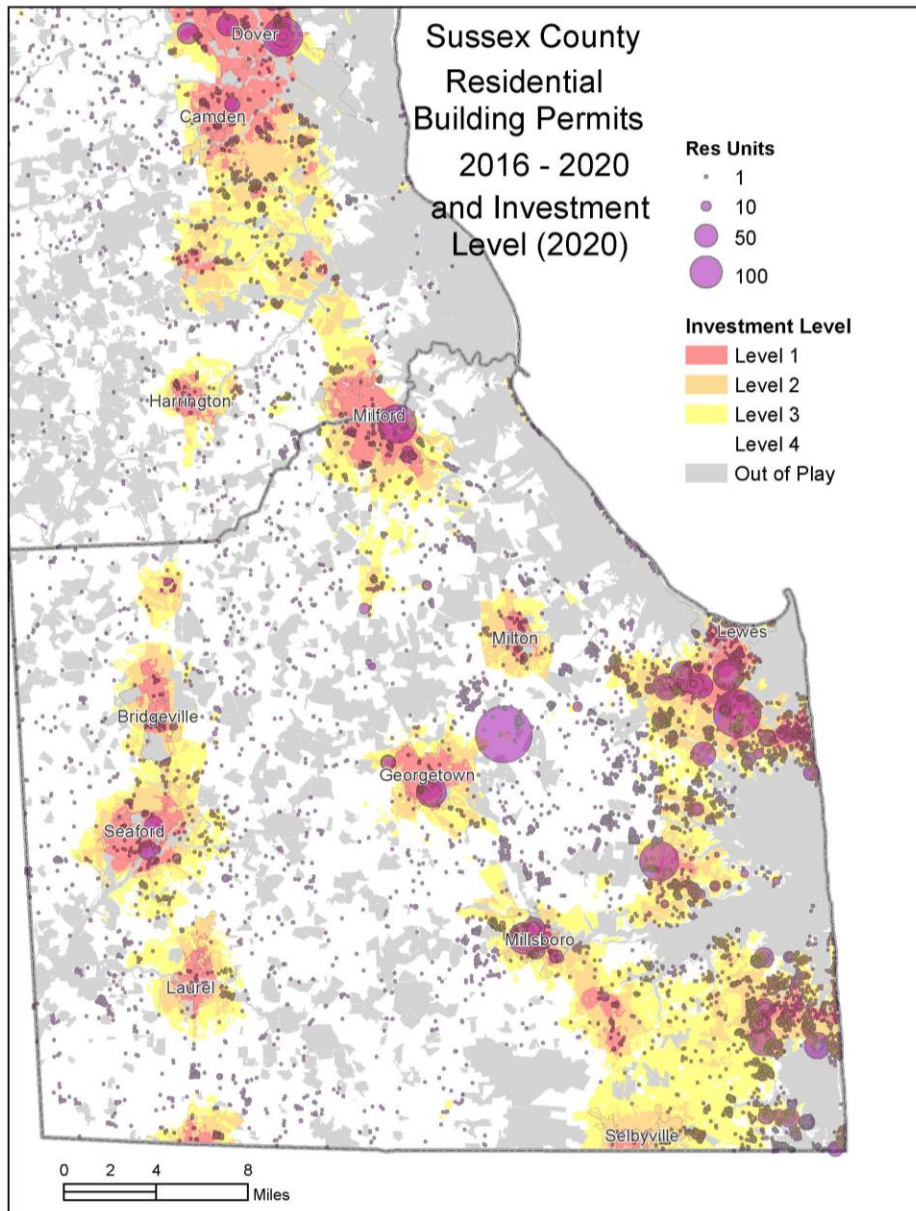 Sussex County
Residential
Building Permits
2016 - 2020
and Investment
Level (2020)
Res Units
1
10
50
100
Investment Level
Level 1
Level 2
Level 3
Level 4
Out of Play
Dover
Camden
Harrington
Milford
Milton
Lewes
Bridgeville
Georgetown
Seaford
Millsboro
Laurel
Selbyville
0 2 4 8
Miles